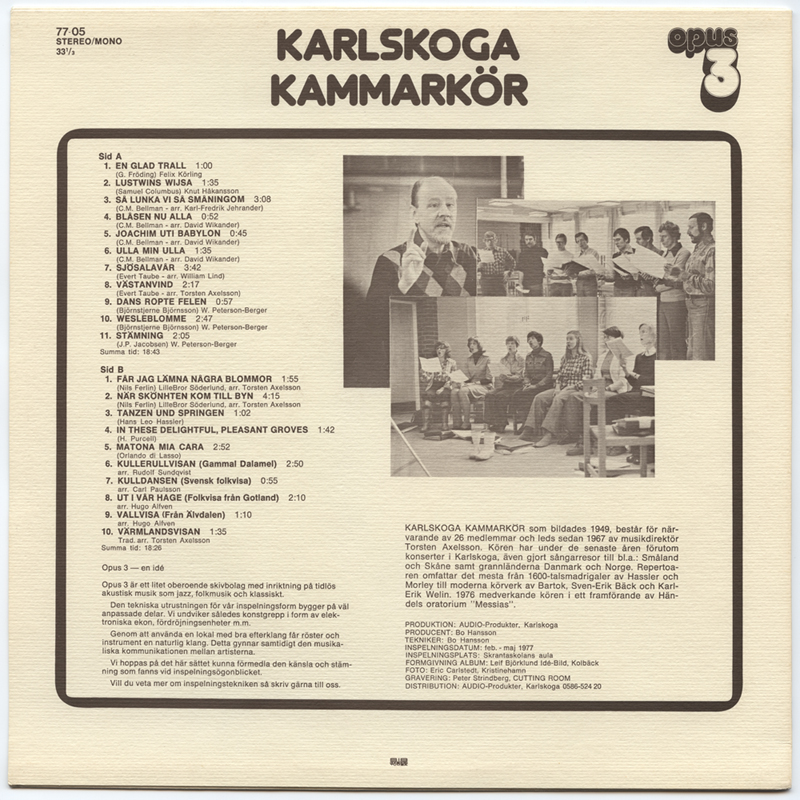 77-05
STEREO/MONO
33 1/3
KARLSKOGA
KAMMARKÖR
opus
3
Sid A
1. EN GLAD TRALL 1:00
(G. Fröding) Felix Körling
2. LUSTWINS WIJSA 1:35
(Samuel Columbus) Knut Håkansson
3. SÅ LUNKA VI SÅ SMÅNINGOM 3:08
(C.M. Bellman - arr. Karl-Fredrik Jehrander)
4. BLÅSEN NU ALLA 0:52
(C.M. Bellman - arr. David Wikander)
5. JOACHIM UTI BABYLON 0:45
(C.M. Bellman - arr. David Wikander)
6. ULLA MIN ULLA 1:35
(C.M. Bellman - arr. David Wikander)
7. SJÖSALAVÅR 3:42
(Evert Taube - arr. William Lind)
8. VÄSTANVIND 2:17
(Evert Taube - arr. Torsten Axelsson)
9. DANS ROPTE FELEN 0:57
(Björnstjerne Björnsson) W. Peterson-Berger
10. WESLEBLOMME 2:47
(Björnstjerne Björnsson) W. Peterson-Berger
11. STÄMNING 2:05
(J.P. Jacobsen) W. Peterson-Berger
Summa tid: 18:43
Sid B
1. FÅR JAG LÄMNA NÅGRA BLOMMOR 1:55
(Nils Ferlin) LilleBror Söderlund, arr. Torsten Axelsson
2. NÄR SKÖNHTEN KOM TILL BYN 4:15
(Nils Ferlin) LilleBror Söderlund, arr. Torsten Axelsson
3. TANZEN UND SPRINGEN 1:02
(Hans Leo Hassler)
4. IN THESE DELIGHTFUL, PLEASANT GROVES 1:42
(H. Purcell)
5. MATONA MIA CARA 2:52
(Orlando di Lasso)
6. KULLERULLVISAN (Gammal Dalamel) 2:50
arr. Rudolf Sundqvist
7. KULLDANSEN (Svensk folkvisa) 0:55
arr. Carl Paulsson
8. UT I VÅR HAGE (Folkvisa från Gotland) 2:10
arr. Hugo Alfven
9. VALLVISA (Från Älvdalen) 1:10
arr. Hugo Alfven
10. VÄRMLANDSVISAN 1:35
Trad. arr. Torsten Axelsson
Summa tid: 18:26
Opus 3 — en idé
Opus 3 är ett litet oberoende skivbolag med inriktning på tidlös
akustisk musik som jazz, folkmusik och klassiskt.
Den tekniska utrustningen för vår inspelningsform bygger på väl
anpassade delar. Vi undviker således konstgrepp i form av elek-
troniska ekon, fördröjningsenheter m.m.
Genom att använda en lokal med bra efterklang får röster och
instrument en naturlig klang. Detta gynnar samtidigt den musika-
liska kommunikationen mellan artisterna.
Vi hoppas på det här sättet kunna förmedla den känsla och stäm-
ning som fanns vid inspelningsögonblicket.
Vill du veta mer om inspelningstekniken så skriv gärna till oss.
KARLSKOGA KAMMARKÖR som bildades 1949, består för när-
varande av 26 medlemmar och leds sedan 1967 av musikdirektör
Torsten Axelsson. Kören har under de senaste åren förutom
konserter i Karlskoga, även gjort sångarresor till bl.a.: Småland
och Skåne samt grannländerna Danmark och Norge. Repertoa-
ren omfattar det mesta från 1600-talsmadrigaler av Hassler och
Morley till moderna körverk av Bartok, Sven-Erik Bäck och Karl-
Erik Welin. 1976 medverkande kören i ett framförande av Hän-
dels oratorium "Messias".
PRODUKTION: AUDIO-Produkter, Karlskoga
PRODUCENT: Bo Hansson
TEKNIKER: Bo Hansson
INSPELNINGSDATUM: feb. - maj 1977
INSPELNINGSPLATS: Skrantaskolans aula
FORMGIVNING ALBUM: Leif Björklund Idé-Bild, Kolbäck
FOTO: Eric Carlstedt, Kristinehamn
GRAVERING: Peter Strindberg, CUTTING ROOM
DISTRIBUTION: AUDIO-Produkter, Karlskoga 0586-524 20